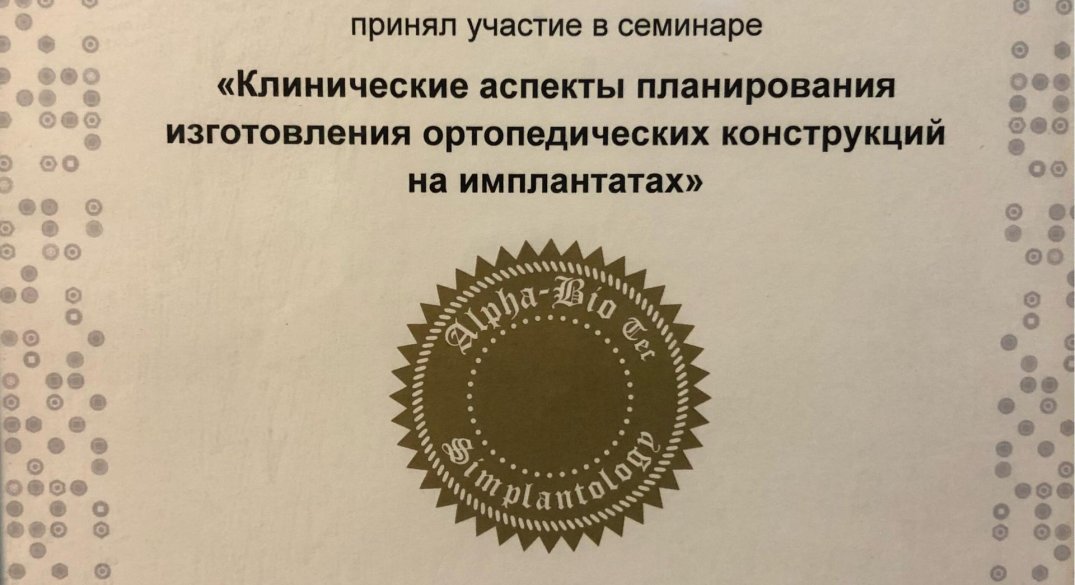 принял участие в семинаре
«Клинические аспекты планирования
изготовления ортопедических конструкций
на имплантатах»
Alpha-Bio Tec
Simplantology